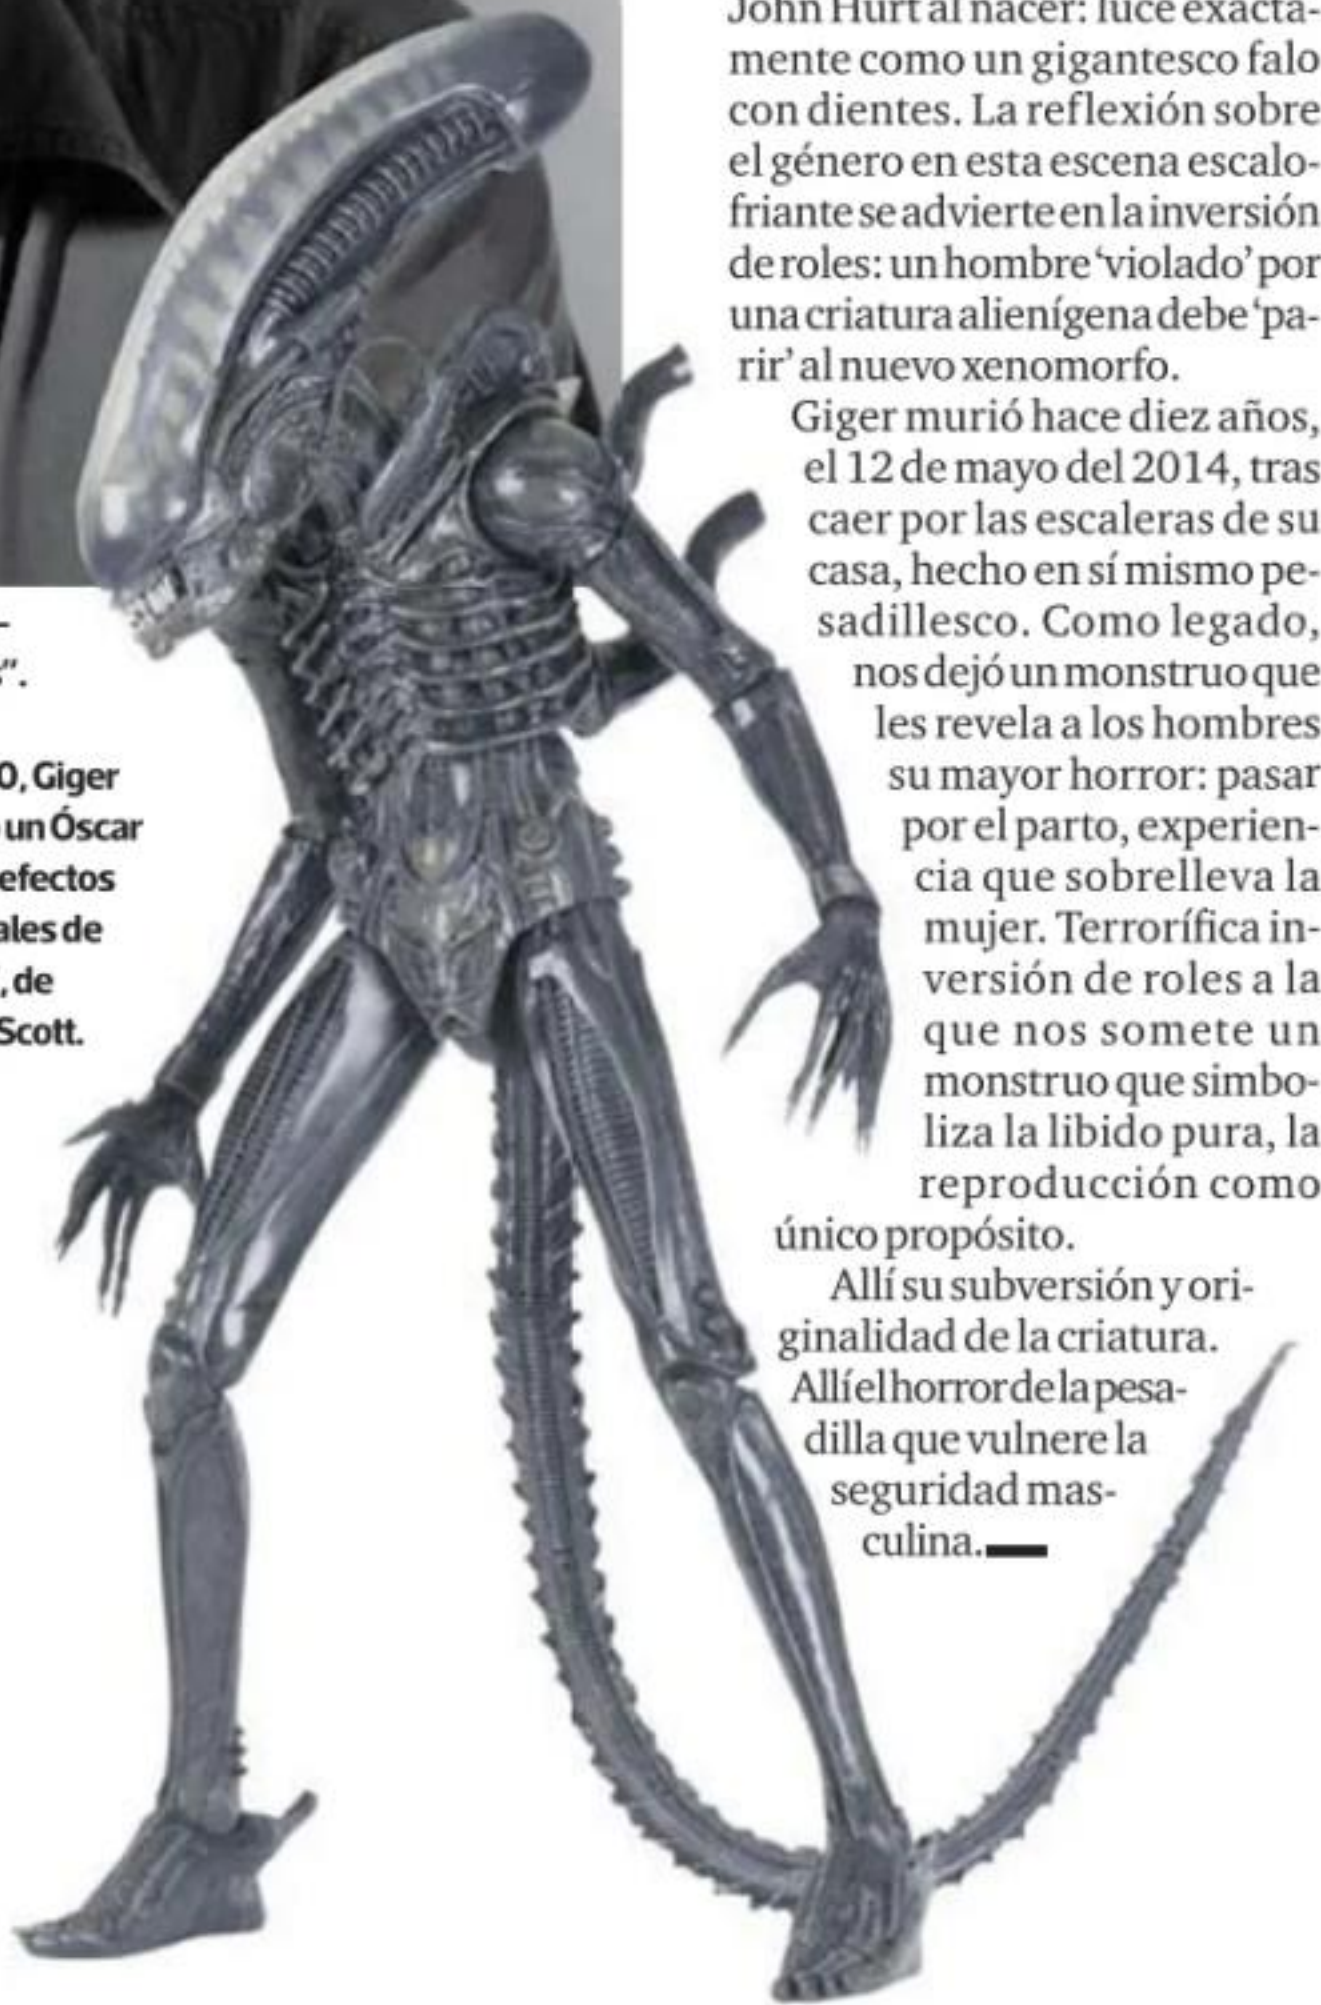 s”.
0, Giger
un Óscar
efectos
ales de
, de
Scott.
John Hurt al nacer: luce exacta-
mente como un gigantesco falo
con dientes. La reflexión sobre
el género en esta escena escalo-
friante se advierte en la inversión
de roles: un hombre ‘violado’ por
una criatura alienígena debe ‘pa-
rir’ al nuevo xenomorfo.
Giger murió hace diez años,
el 12 de mayo del 2014, tras
caer por las escaleras de su
casa, hecho en sí mismo pe-
sadillesco. Como legado,
nos dejó un monstruo que
les revela a los hombres
su mayor horror: pasar
por el parto, experien-
cia que sobrelleva la
mujer. Terrorífica in-
versión de roles a la
que nos somete un
monstruo que simbo-
liza la libido pura, la
reproducción como
único propósito.
Allí su subversión y ori-
ginalidad de la criatura.
Allí el horror de la pesa-
dilla que vulnere la
seguridad mas-
culina.